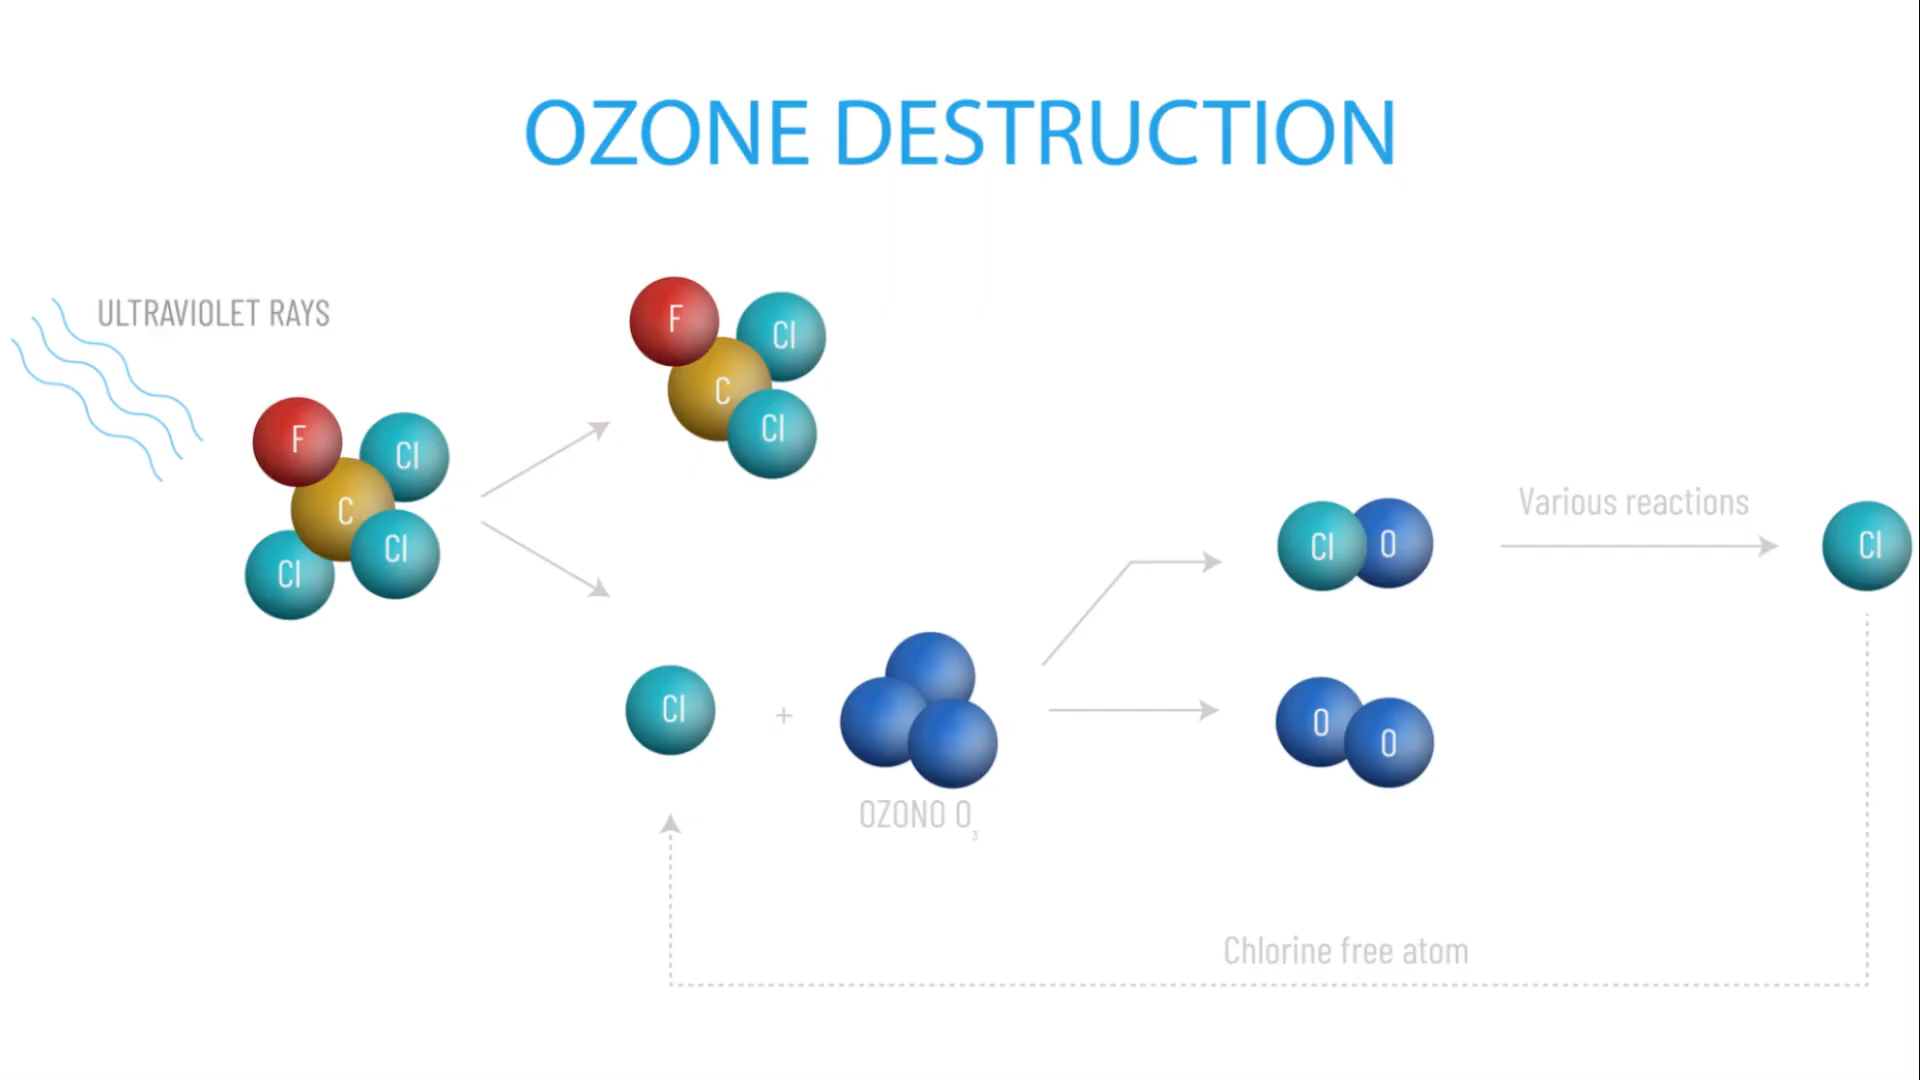 OZONE DESTRUCTION
ULTRAVIOLET RAYS
F
Cl
C
Cl
Cl
F
Cl
C
Cl
Cl
+
OZONO O₃
Cl O
O
O
Various reactions
Cl
Chlorine free atom